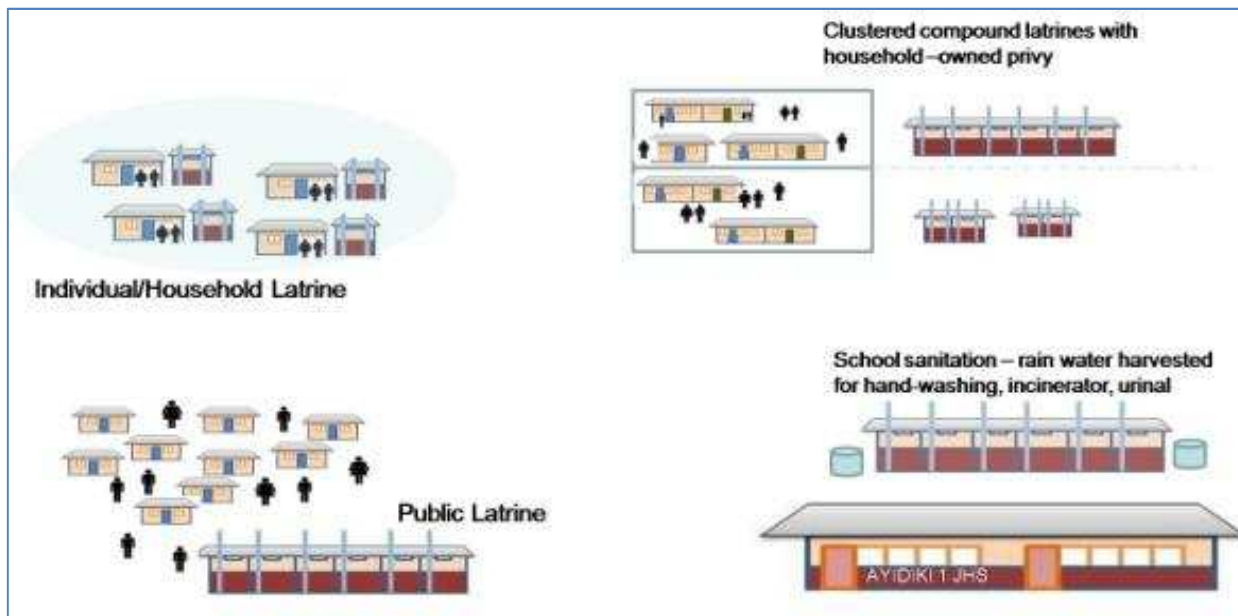 Clustered compound latrines with
household –owned privy
Individual/Household Latrine
School sanitation – rain water harvested
for hand-washing, incinerator, urinal
Public Latrine
AYIDIKI 1 JHS